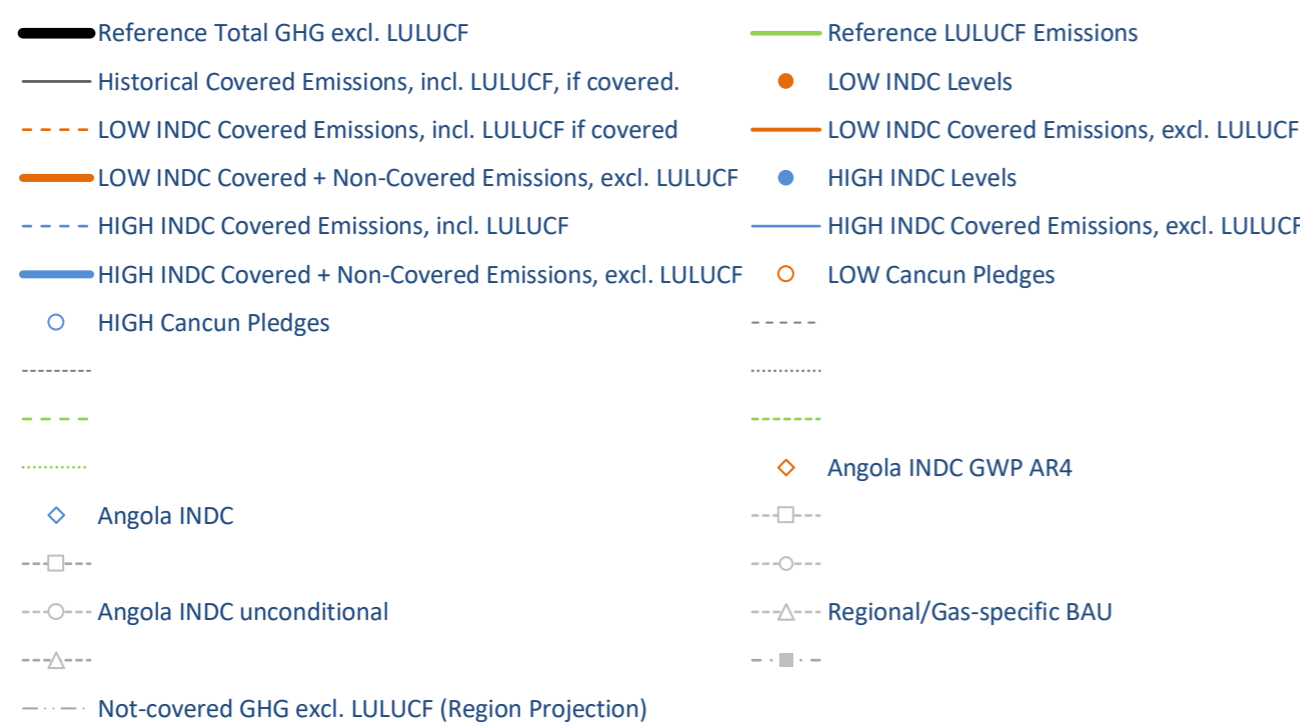 Reference Total GHG excl. LULUCF
Reference LULUCF Emissions
Historical Covered Emissions, incl. LULUCF, if covered.
LOW INDC Levels
LOW INDC Covered Emissions, incl. LULUCF if covered
LOW INDC Covered Emissions, excl. LULUCF
LOW INDC Covered + Non-Covered Emissions, excl. LULUCF
HIGH INDC Levels
HIGH INDC Covered Emissions, incl. LULUCF
HIGH INDC Covered Emissions, excl. LULUCF
HIGH INDC Covered + Non-Covered Emissions, excl. LULUCF
LOW Cancun Pledges
HIGH Cancun Pledges
Angola INDC GWP AR4
Angola INDC
Angola INDC unconditional
Regional/Gas-specific BAU
Not-covered GHG excl. LULUCF (Region Projection)